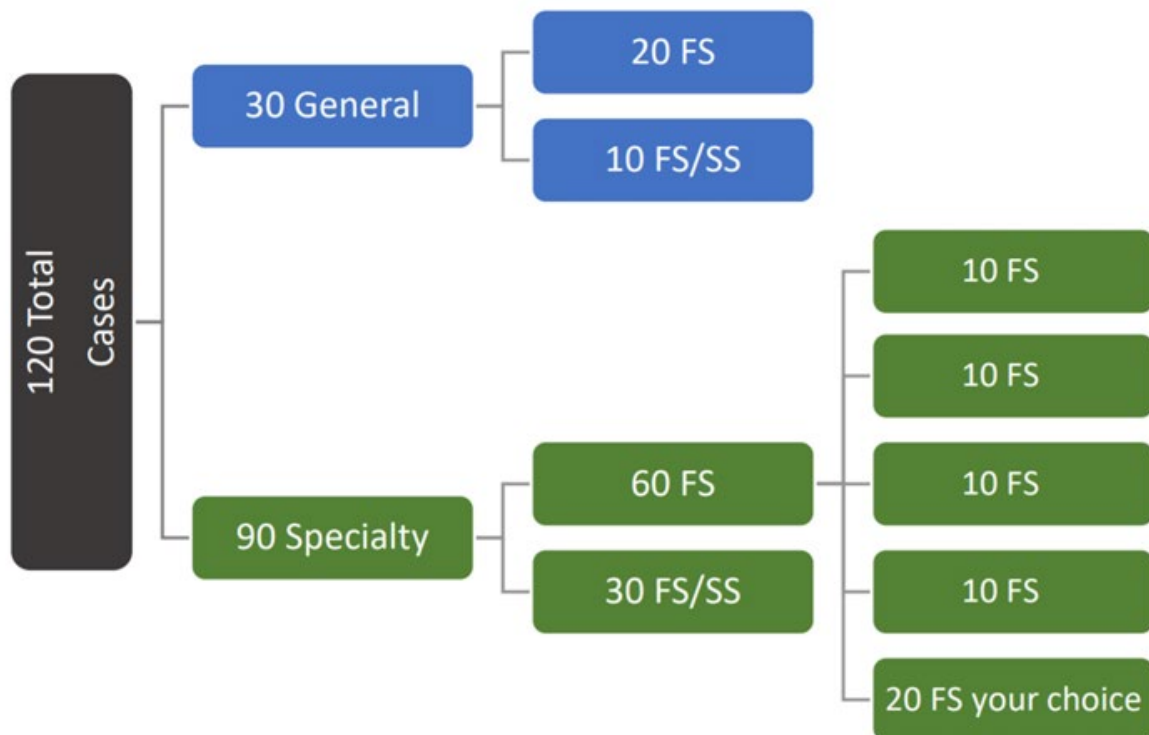 120 Total
Cases
30 General
20 FS
10 FS/SS
90 Specialty
60 FS
30 FS/SS
10 FS
10 FS
10 FS
10 FS
20 FS your choice